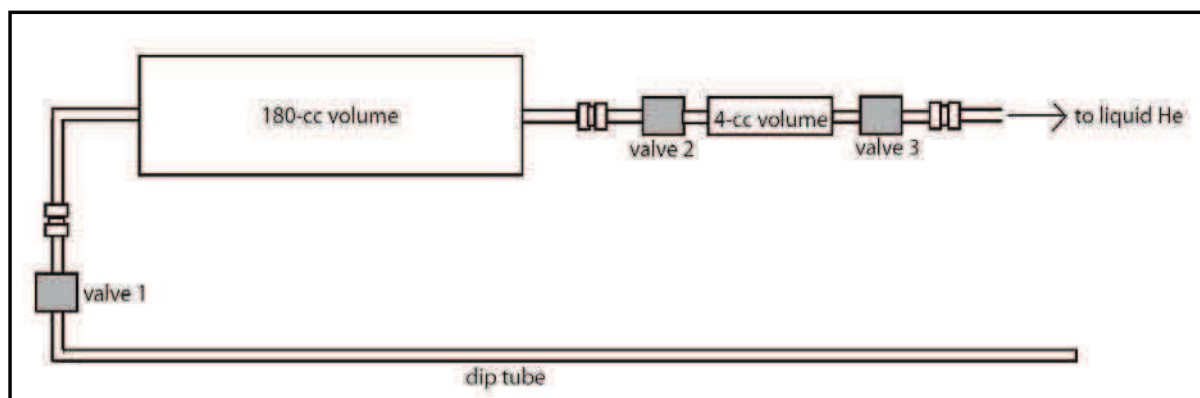 180-cc volume
4-cc volume
to liquid He
valve 2
valve 3
valve 1
dip tube